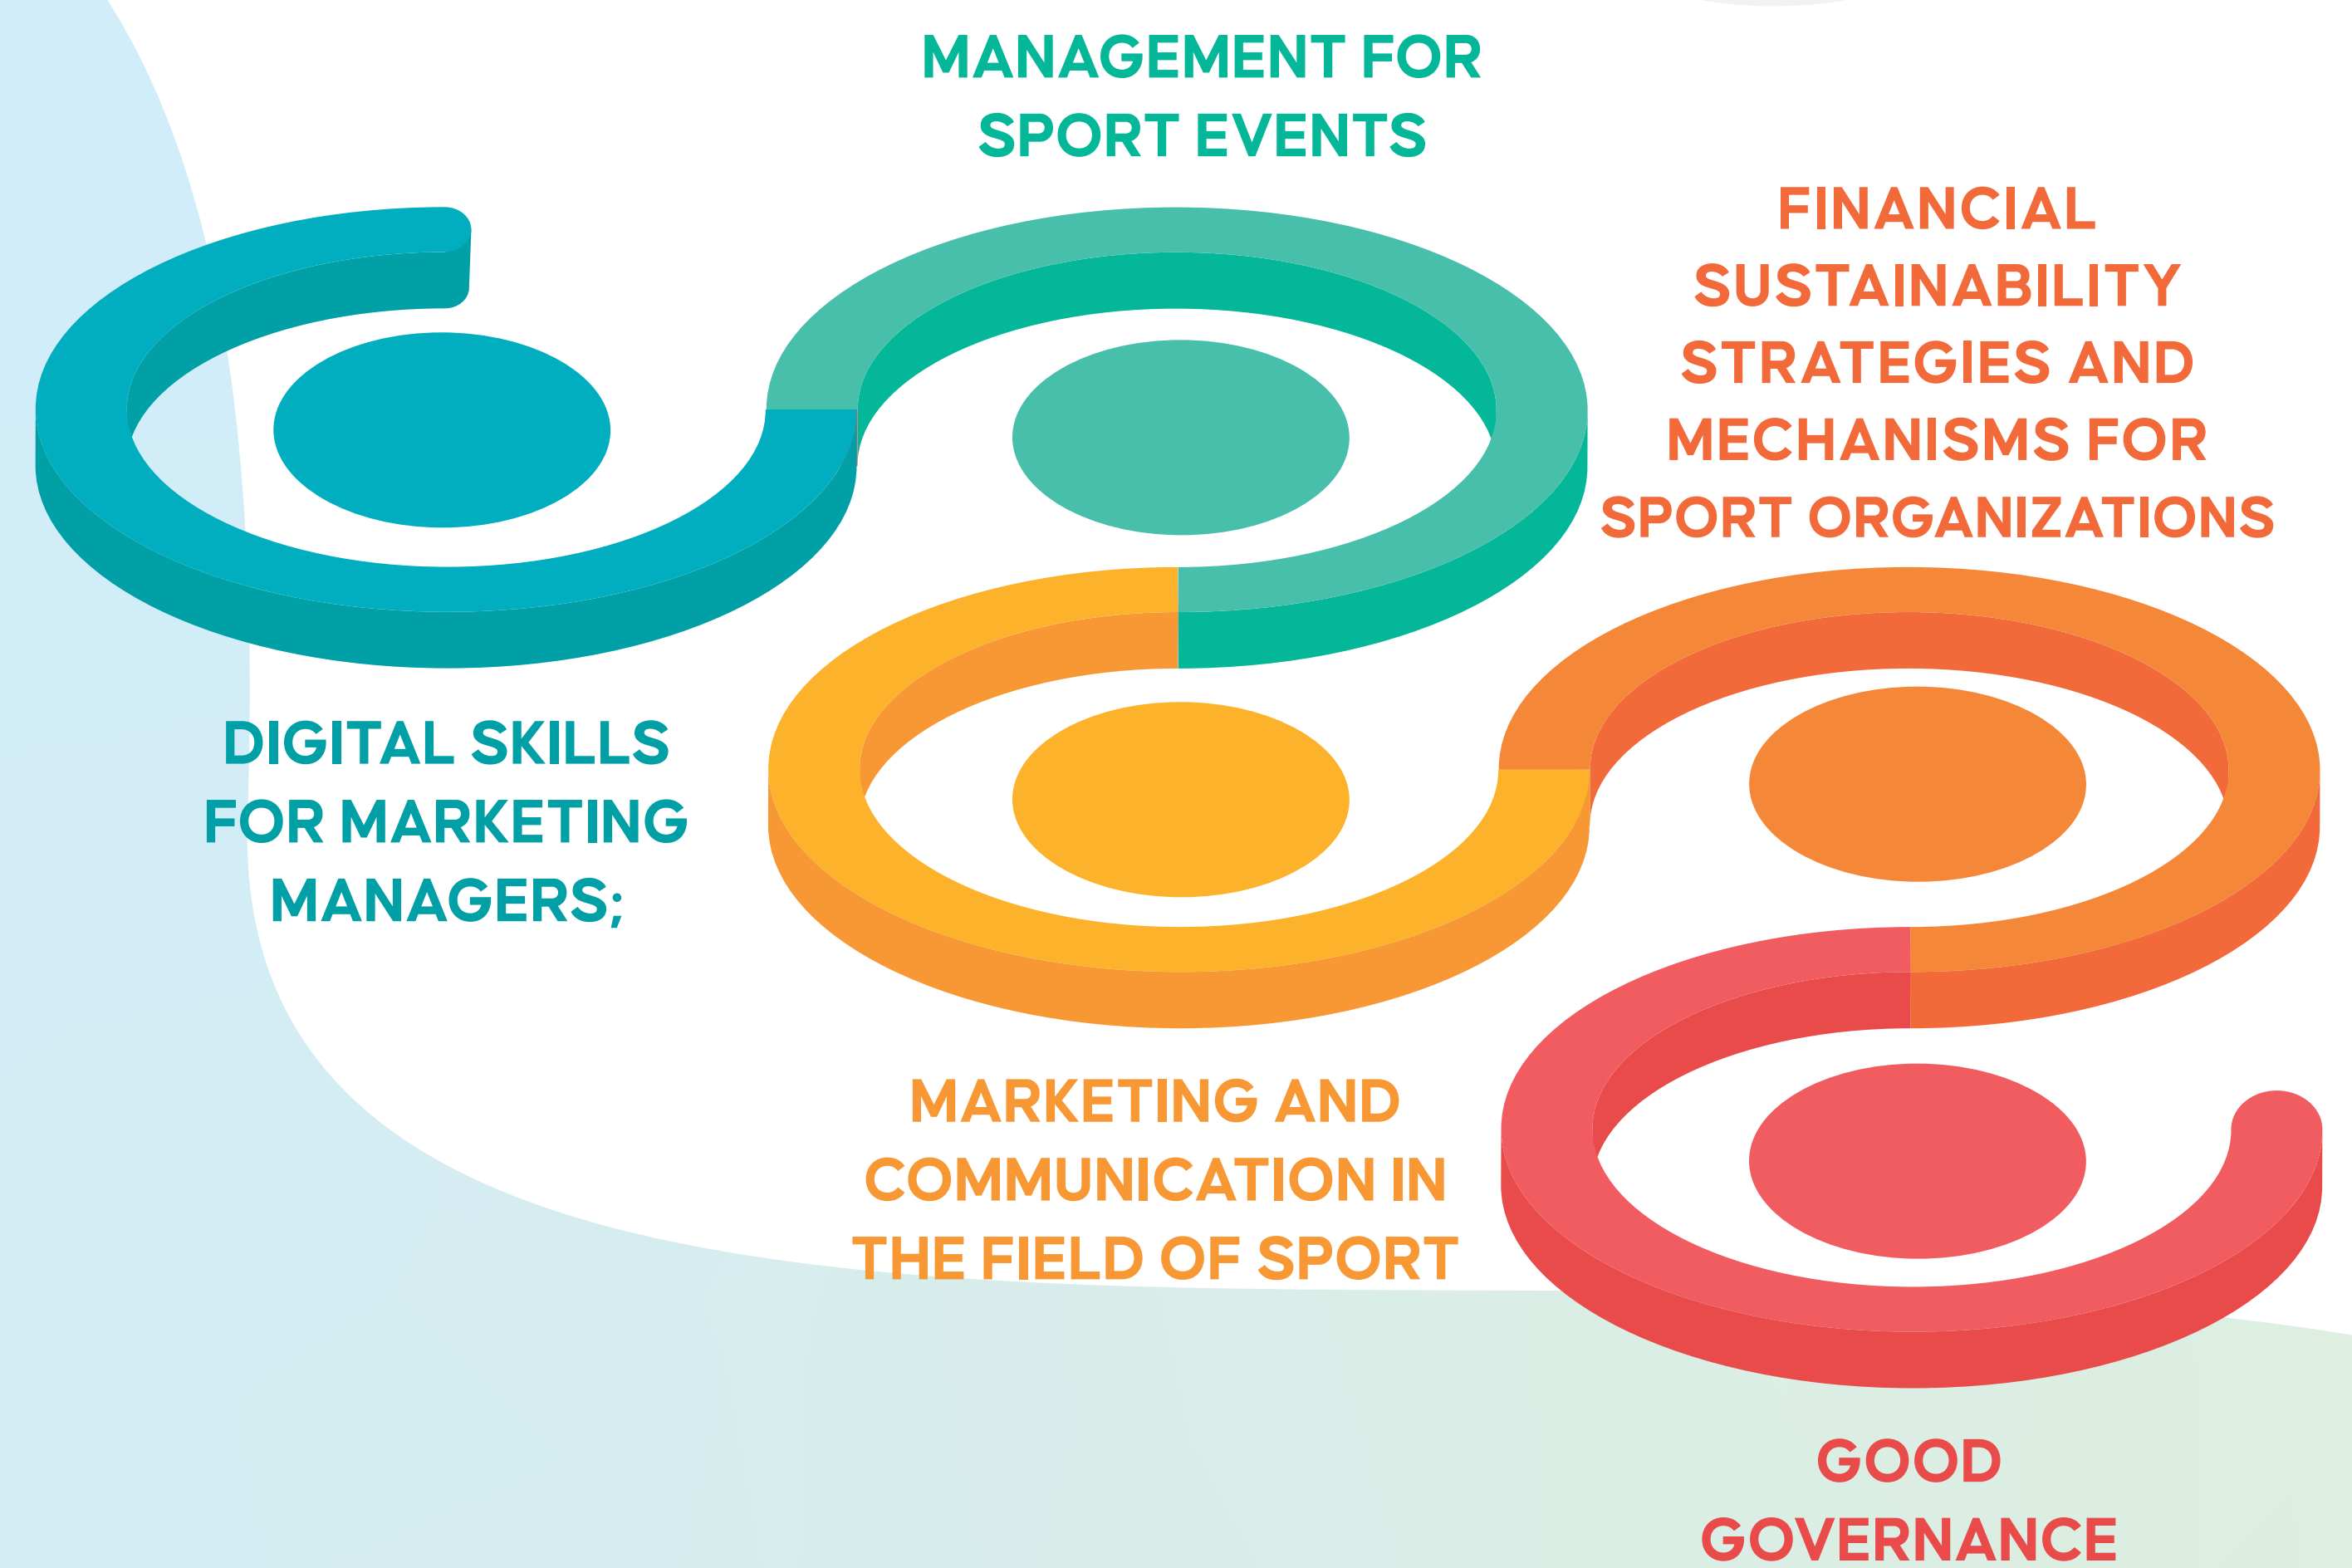 MANAGEMENT FOR
SPORT EVENTS
FINANCIAL
SUSTAINABILITY
STRATEGIES AND
MECHANISMS FOR
SPORT ORGANIZATIONS
DIGITAL SKILLS
FOR MARKETING
MANAGERS;
MARKETING AND
COMMUNICATION IN
THE FIELD OF SPORT
GOOD
GOVERNANCE